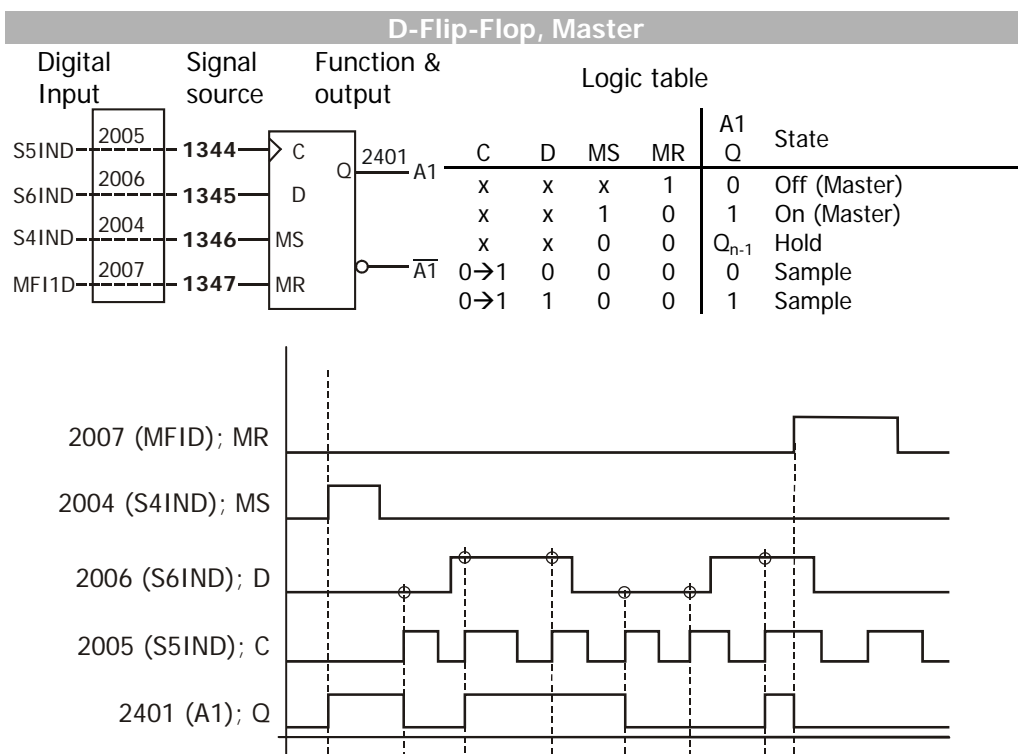 D-Flip-Flop, Master
Digital Input
Signal source
Function & output
Logic table
S5IND 2005 1344 C
S6IND 2006 1345 D
S4IND 2004 1346 MS
MFI1D 2007 1347 MR
Q 2401 A1
A1
C D MS MR A1 Q State
x x x 1 0 Off (Master)
x x 1 0 1 On (Master)
x x 0 0 Qn-1 Hold
0→1 0 0 0 0 Sample
0→1 1 0 0 1 Sample
2007 (MFID); MR
2004 (S4IND); MS
2006 (S6IND); D
2005 (S5IND); C
2401 (A1); Q